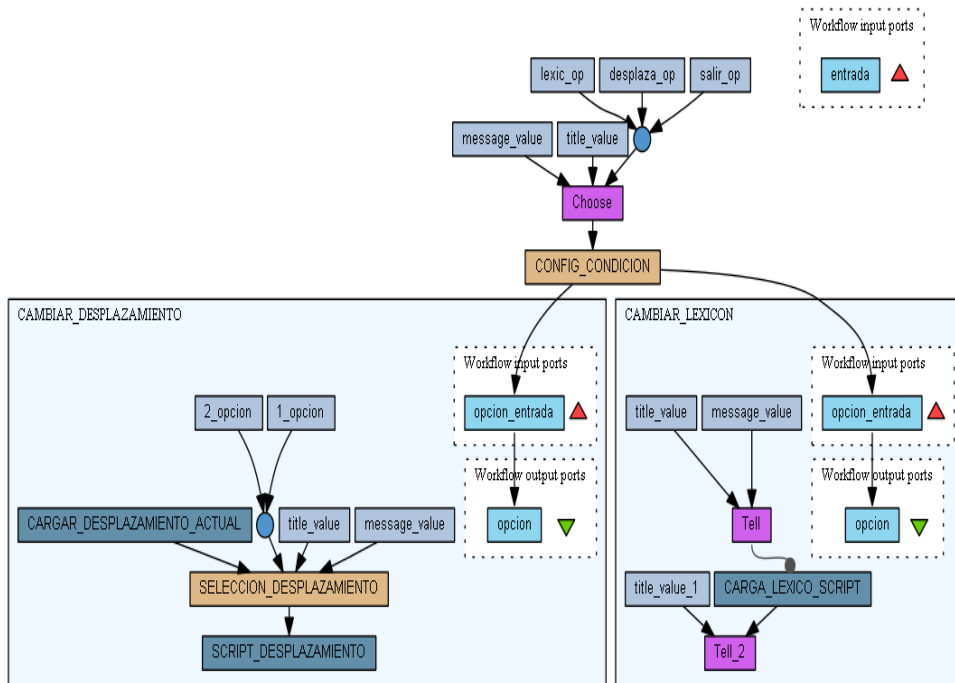 Workflow input ports
entrada
lexic_op
desplaza_op
salir_op
message_value
title_value
Choose
CONFIG_CONDICION
CAMBIAR_DESPLAZAMIENTO
Workflow input ports
2_opcion
1_opcion
opcion_entrada
Workflow output ports
CARGAR_DESPLAZAMIENTO_ACTUAL
title_value
message_value
opcion
SELECCION_DESPLAZAMIENTO
SCRIPT_DESPLAZAMIENTO
CAMBIAR_LEXICON
Workflow input ports
title_value
message_value
opcion_entrada
Workflow output ports
Tell
opcion
title_value_1
CARGA_LEXICO_SCRIPT
Tell_2